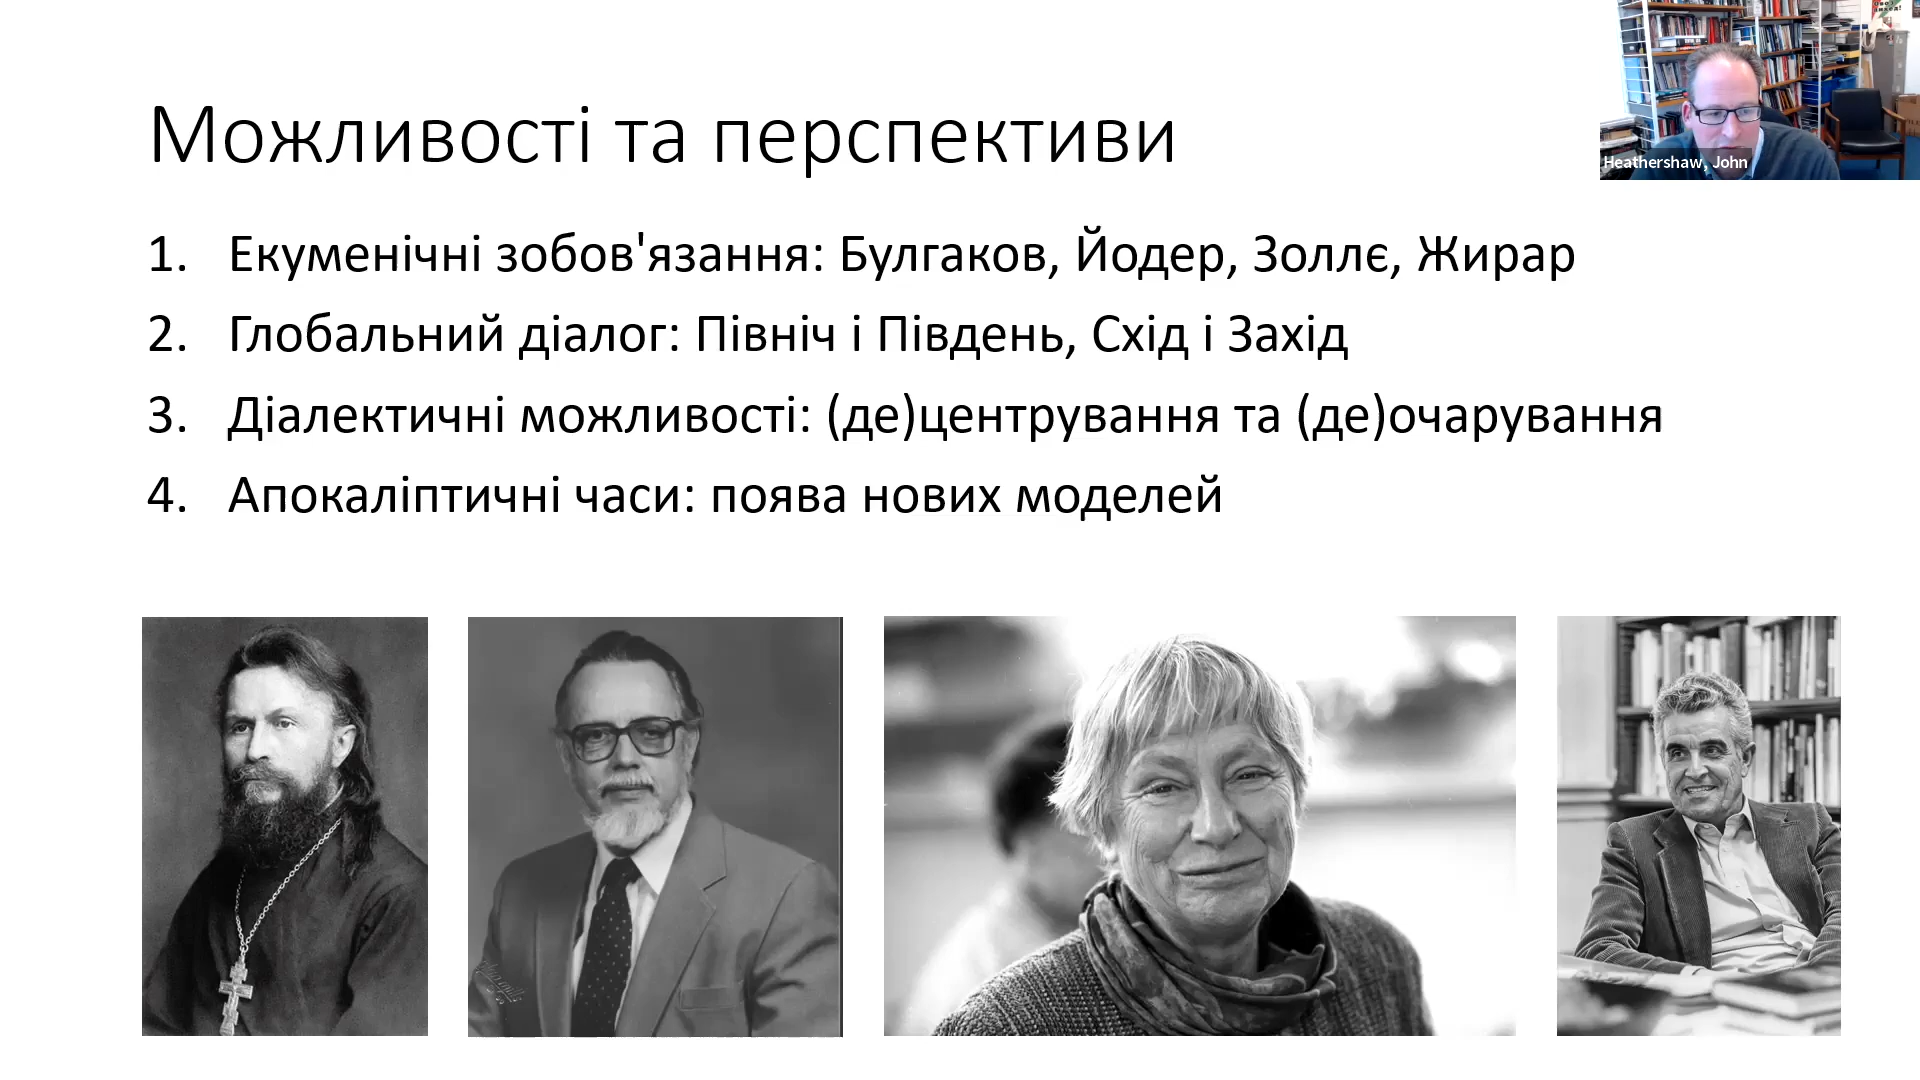 Можливості та перспективи
Heathershaw, John
1. Екуменічні зобов'язання: Булгаков, Йодер, Золлє, Жирар
2. Глобальний діалог: Північ і Південь, Схід і Захід
3. Діалектичні можливості: (де)центрування та (де)очарування
4. Апокаліптичні часи: поява нових моделей